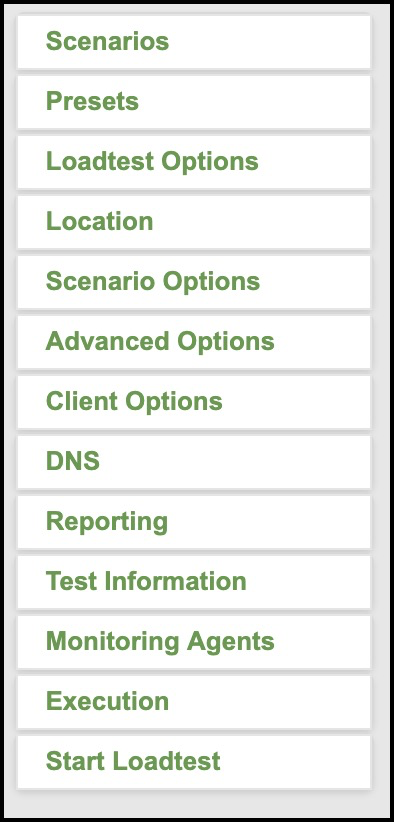 Scenarios
Presets
Loadtest Options
Location
Scenario Options
Advanced Options
Client Options
DNS
Reporting
Test Information
Monitoring Agents
Execution
Start Loadtest